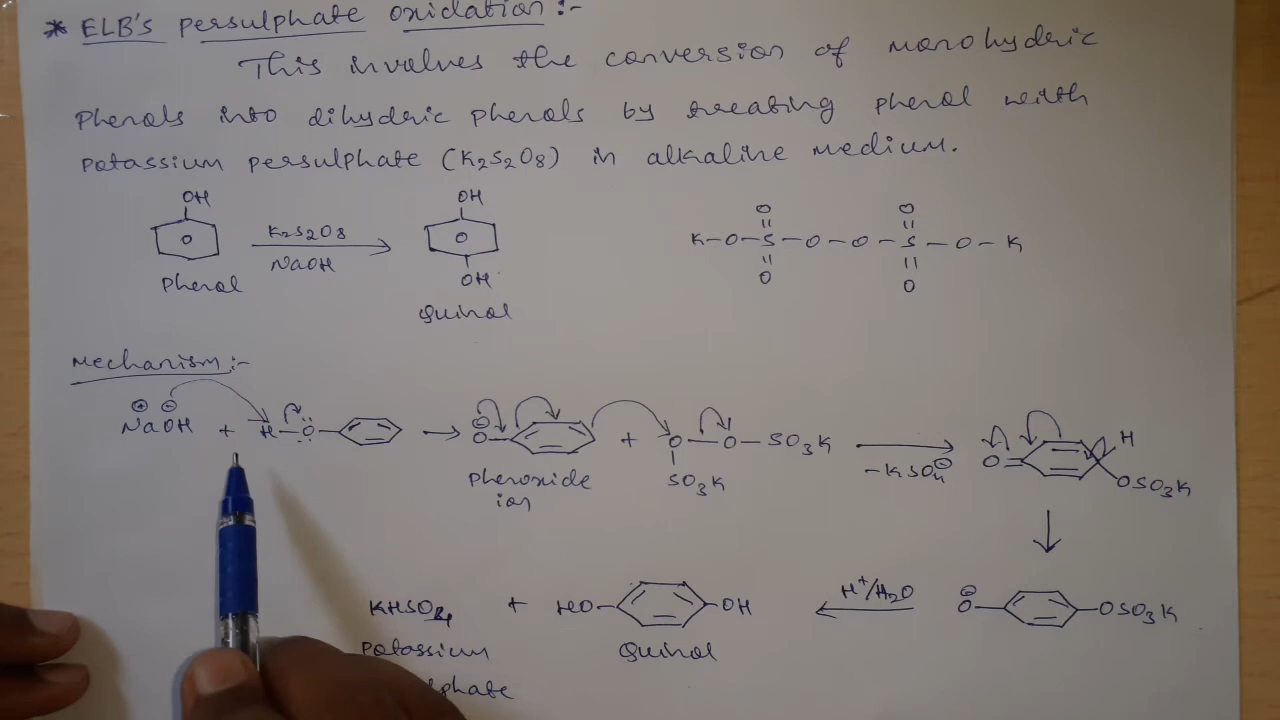 * ELB's persulphate oxidation :-
This involves the conversion of monohydric
phenols into dihydric phenols by treating phenol with
potassium persulphate (K2S2O8) in alkaline medium.
OH OH O O
K2S2O8 K-O-S-O-O-S-O-K
NaOH O O
Phenol OH
Quinol
Mechanism :-
⊕ ⊖
NaOH + H-O: → ⊖O + O-O-SO3K → O= H
-KSO4⊖
Phenoxide SO3K OSO3K
ion
KHSO4 + HO- -OH H+/H2O ⊖O- -OSO3K
Potassium Quinol
phate